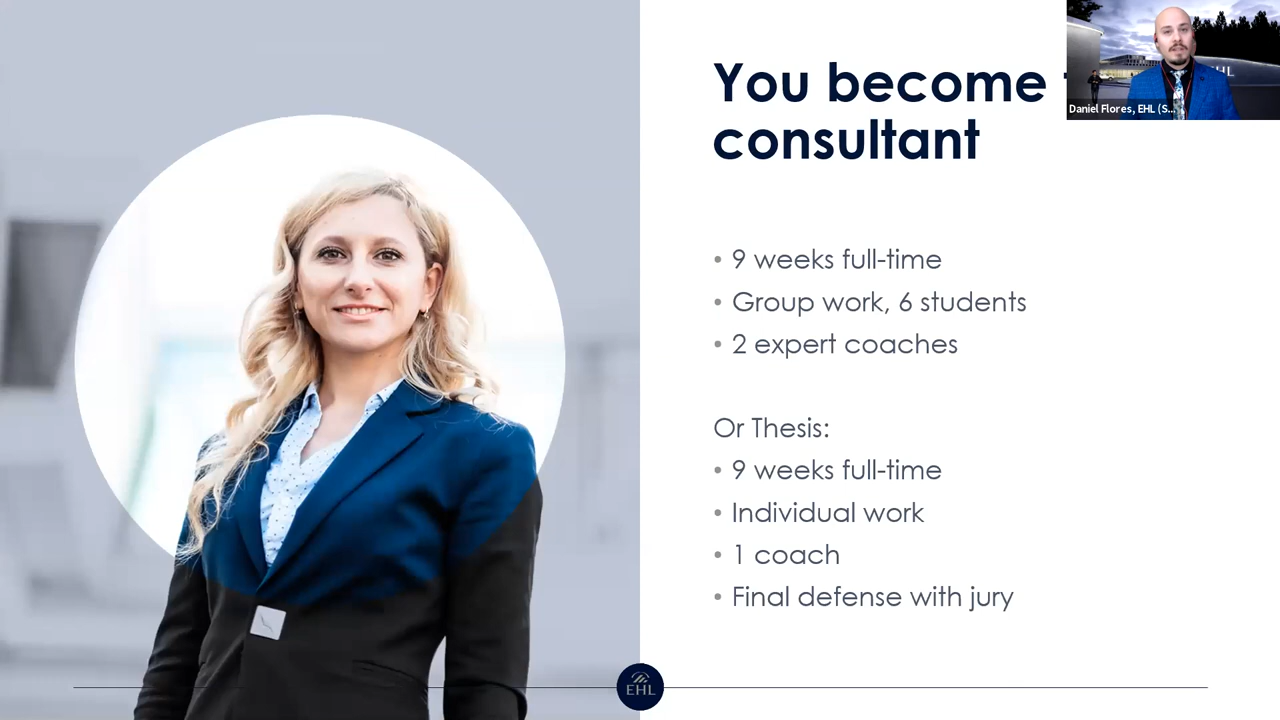 You become
consultant
Daniel Flores, EHL (S...
• 9 weeks full-time
• Group work, 6 students
• 2 expert coaches
Or Thesis:
• 9 weeks full-time
• Individual work
• 1 coach
• Final defense with jury
EHL